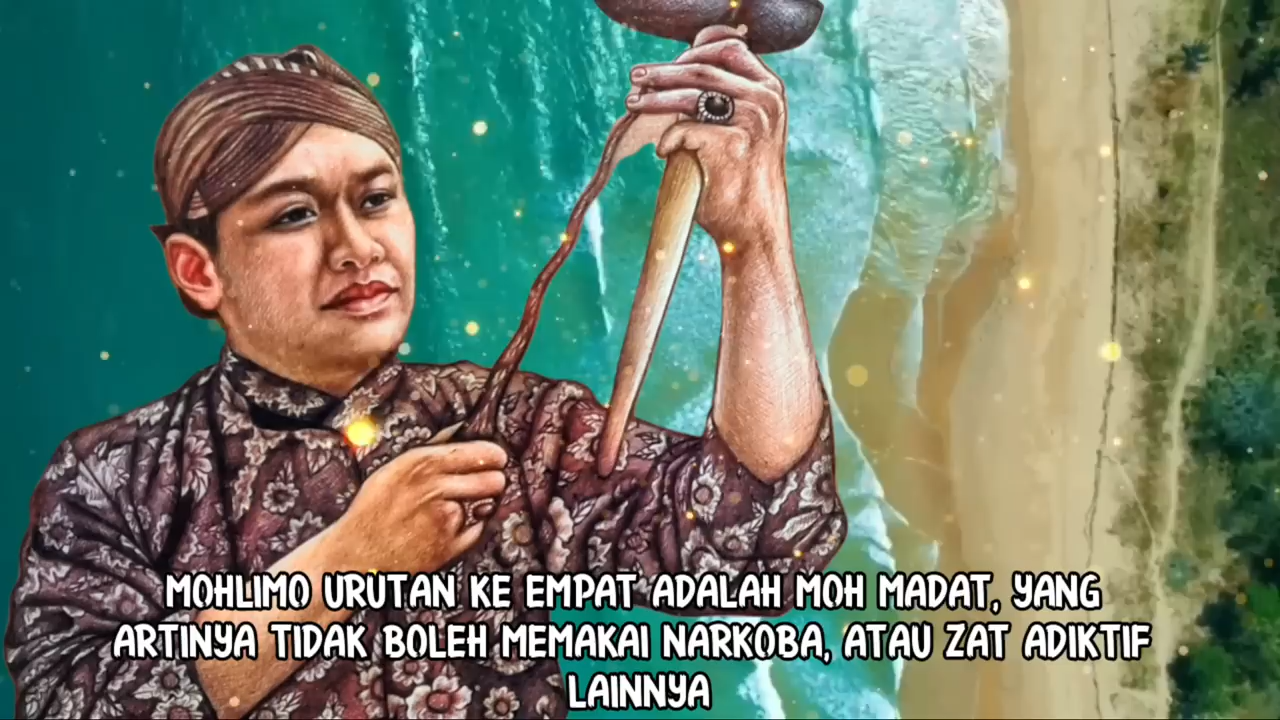 MOHLIMO URUTAN KE EMPAT ADALAH MOH MADAT, YANG
ARTINYA TIDAK BOLEH MEMAKAI NARKOBA, ATAU ZAT ADIKTIF
LAINNYA